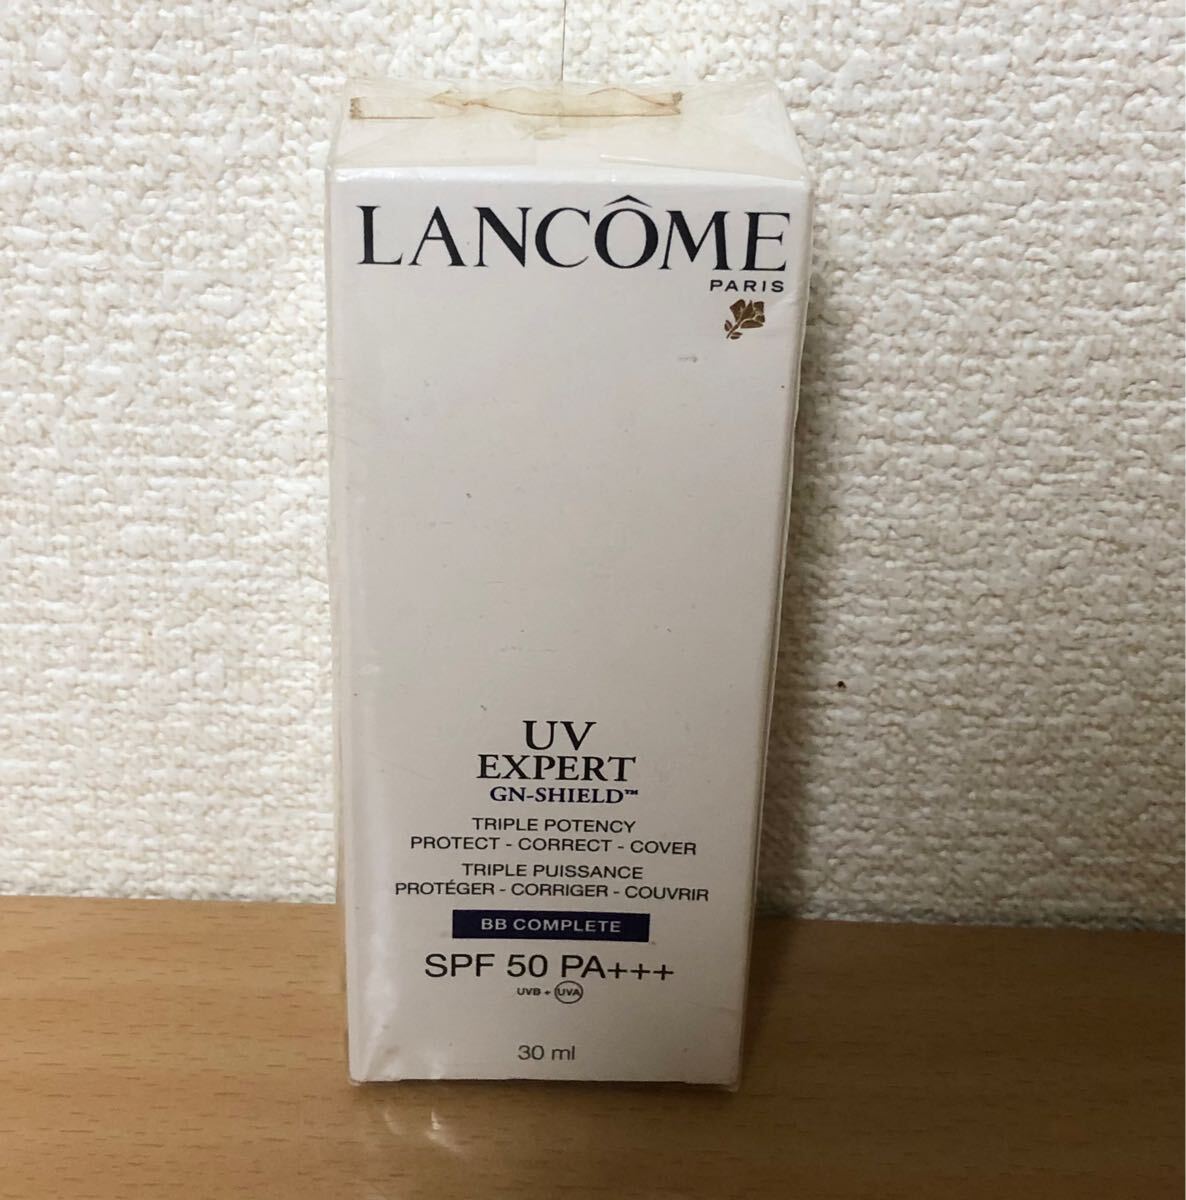 LANCÔME
PARIS
UV
EXPERT
GN-SHIELD™
TRIPLE POTENCY
PROTECT - CORRECT - COVER
TRIPLE PUISSANCE
PROTÉGER - CORRIGER - COUVRIR
BB COMPLETE
SPF 50 PA+++
UVB + UVA
30 ml